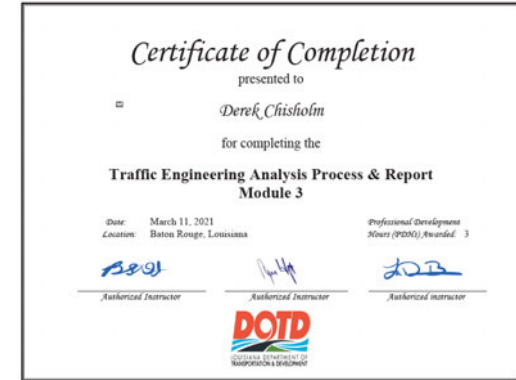 Certificate of Completion
presented to
Derek Chisholm
for completing the
Traffic Engineering Analysis Process & Report
Module 3
Date: March 11, 2021
Location: Baton Rouge, Louisiana
Professional Development
Hours (PDHs) Awarded: 3
Authorized Instructor
Authorized Instructor
Authorized instructor
DOTD
LOUISIANA DEPARTMENT OF
TRANSPORTATION & DEVELOPMENT